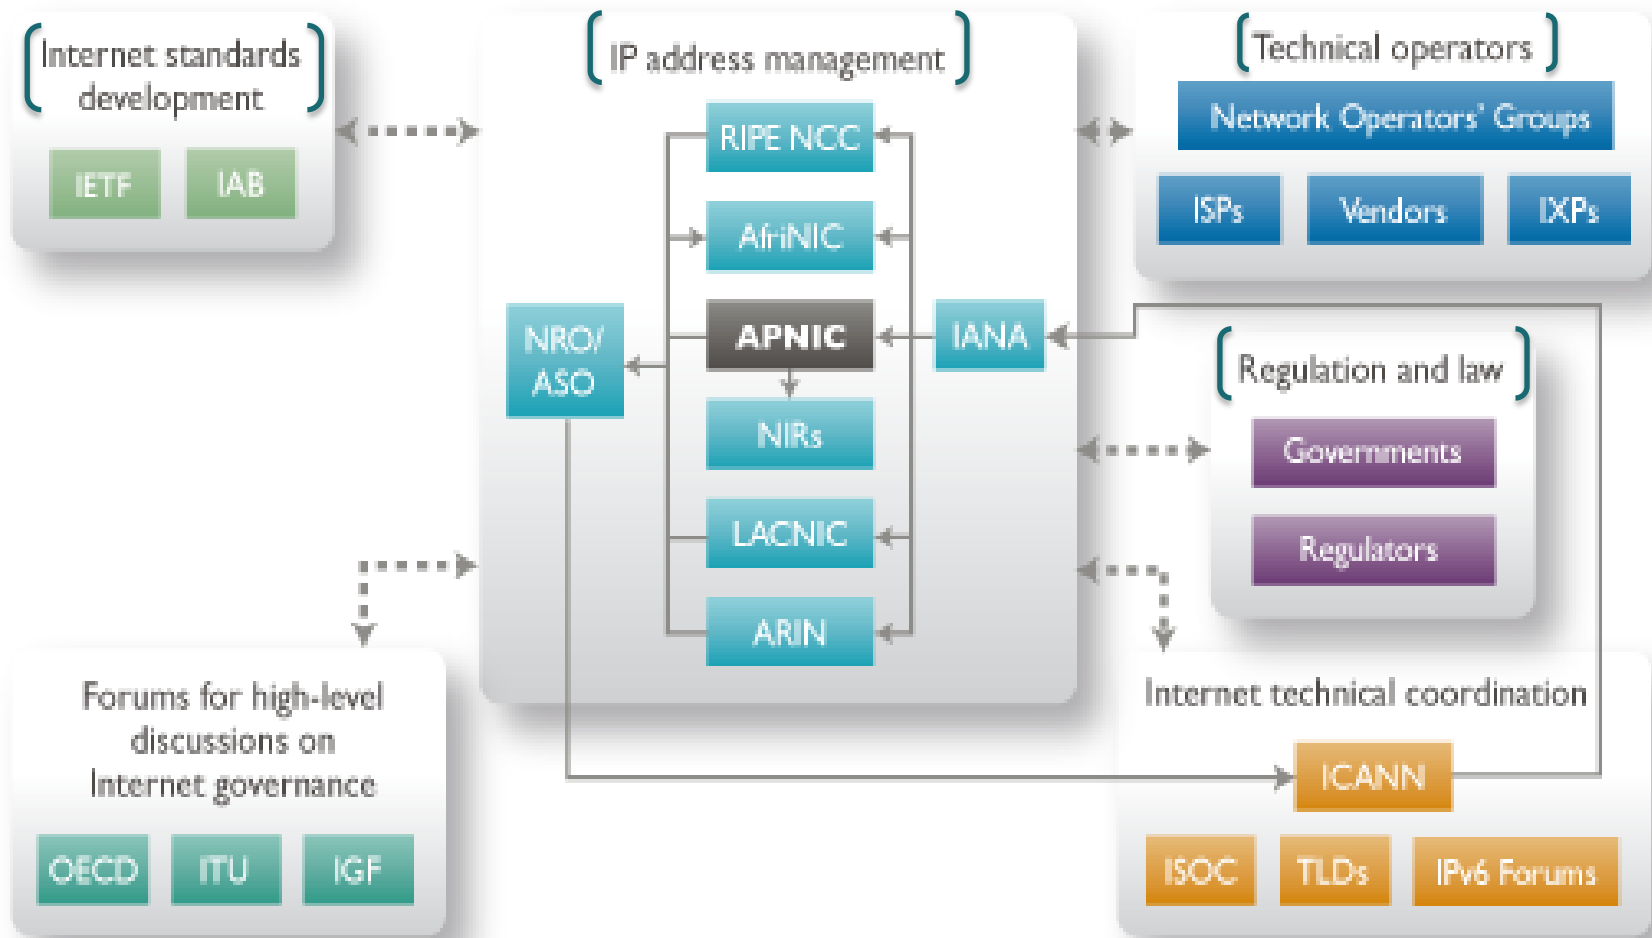 Internet standards
development
IETF
IAB
IP address management
RIPE NCC
AfriNIC
APNIC
NIRs
LACNIC
ARIN
NRO/
ASO
IANA
Technical operators
Network Operators' Groups
ISPs
Vendors
IXPs
Regulation and law
Governments
Regulators
Forums for high-level
discussions on
Internet governance
OECD
ITU
IGF
Internet technical coordination
ICANN
ISOC
TLDs
IPv6 Forums